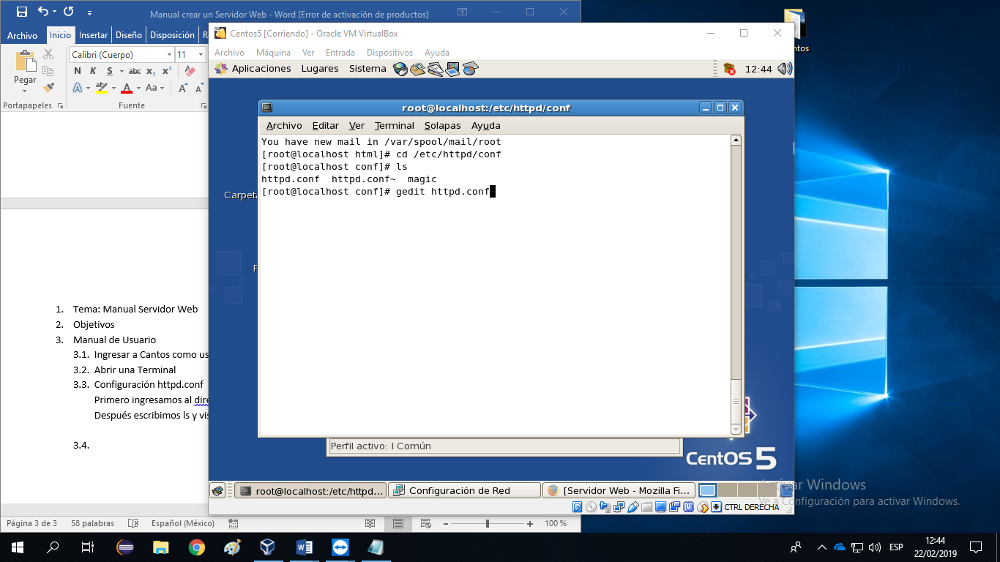 Manual crear un Servidor Web - Word (Error de activación de productos)
Archivo Inicio Insertar Diseño Disposición R
Calibri (Cuerpo) 11
Pegar
N K S abc x₂ x²
A ab A Aa A A
Portapapeles Fuente
Centos5 [Corriendo] - Oracle VM VirtualBox
Archivo Máquina Ver Entrada Dispositivos Ayuda
Aplicaciones Lugares Sistema 12:44
root@localhost:/etc/httpd/conf
Archivo Editar Ver Terminal Solapas Ayuda
You have new mail in /var/spool/mail/root
[root@localhost html]# cd /etc/httpd/conf
[root@localhost conf]# ls
httpd.conf httpd.conf~ magic
[root@localhost conf]# gedit httpd.conf
Carpeta
Perfil activo: l Común
CentOS 5
root@localhost:/etc/httpd... Configuración de Red [Servidor Web - Mozilla Fi...
CTRL DERECHA
1. Tema: Manual Servidor Web
2. Objetivos
3. Manual de Usuario
3.1. Ingresar a Cantos como us
3.2. Abrir una Terminal
3.3. Configuración httpd.conf
Primero ingresamos al dire
Después escribimos ls y vis
3.4.
Página 3 de 3 58 palabras Español (México) 100 %
ntos
Activar Windows
Ve a Configuración para activar Windows.
ESP 12:44
22/02/2019